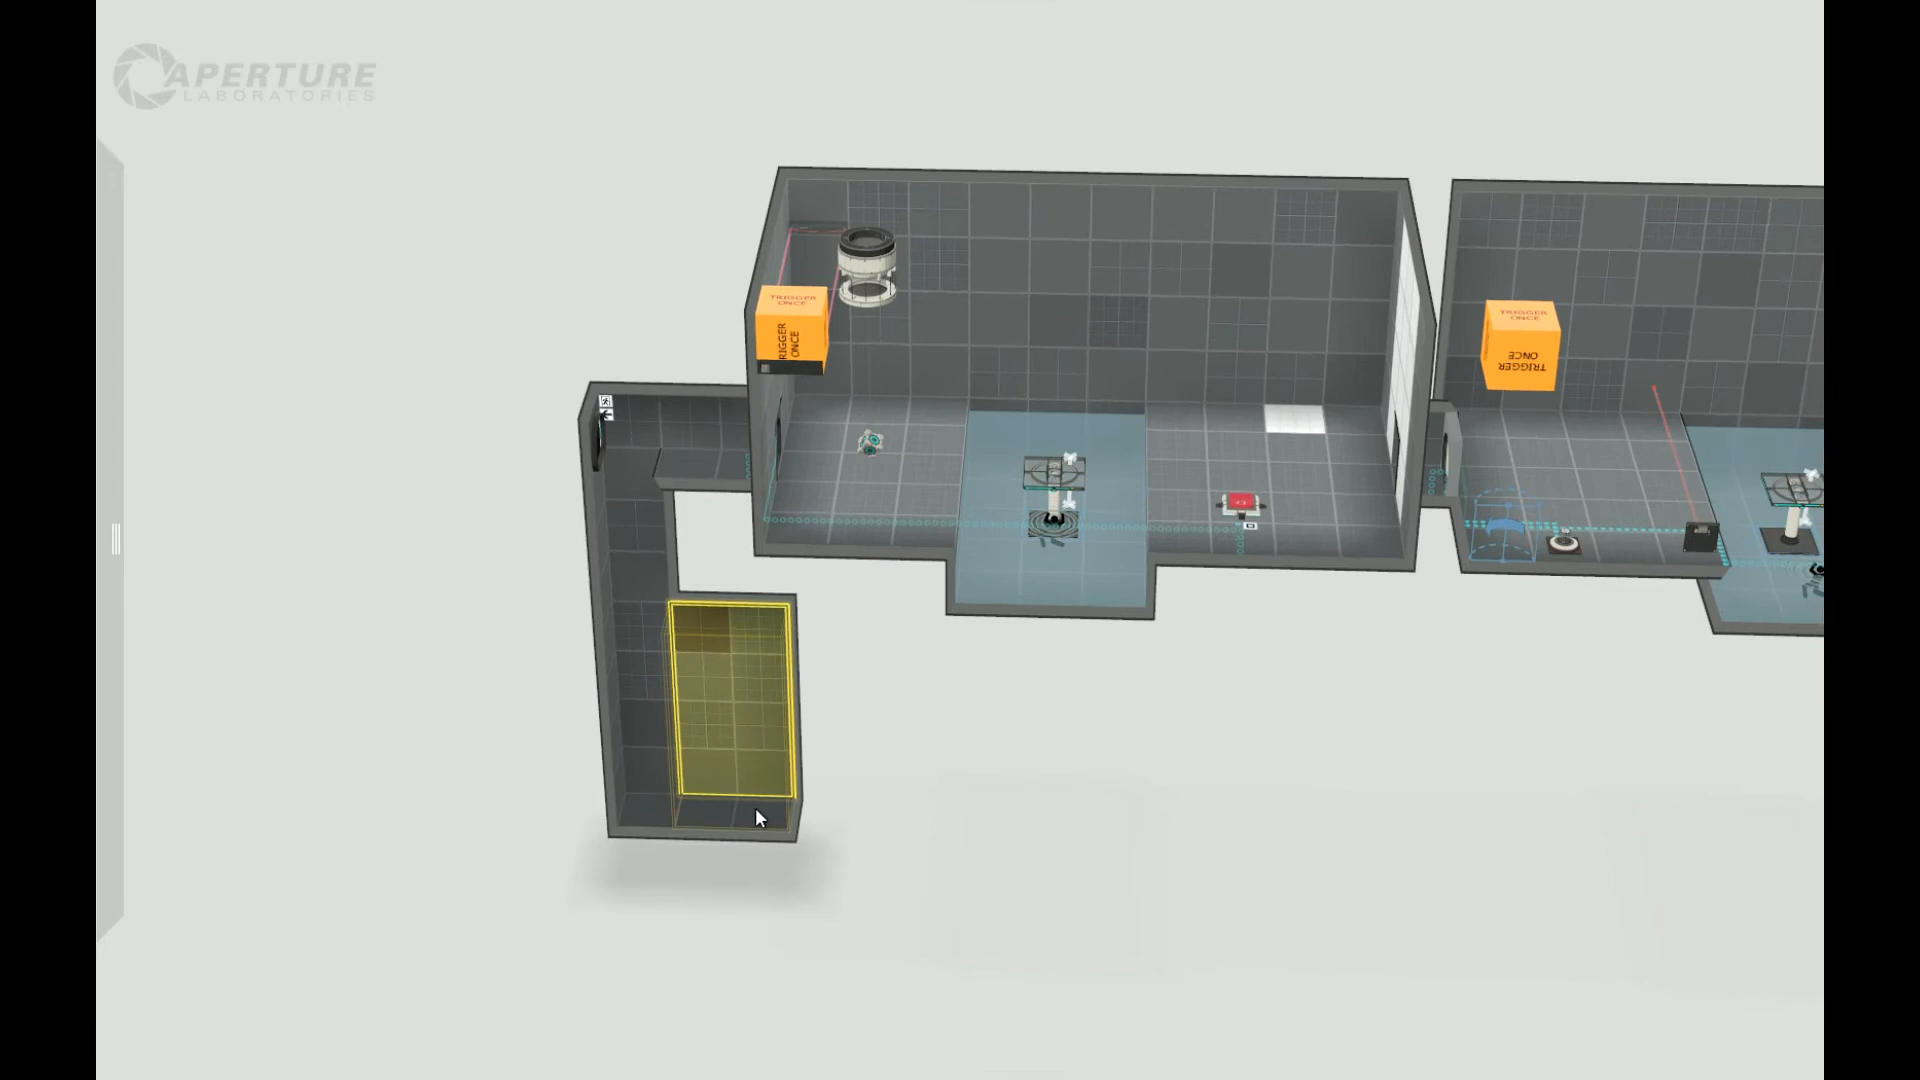 APERTURE
LABORATORIES
TRIGGER
ONCE
TRIGGER
ONCE
TRIGGER
ONCE
TRIGGER
ONCE